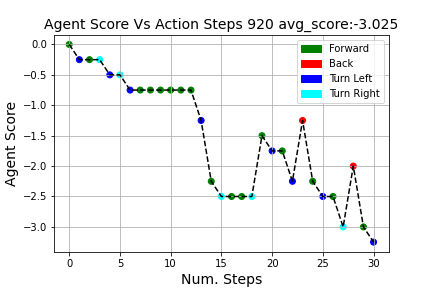 Agent Score Vs Action Steps 920 avg_score:-3.025
Agent Score
0.0
−0.5
−1.0
−1.5
−2.0
−2.5
−3.0
Forward
Back
Turn Left
Turn Right
0 5 10 15 20 25 30
Num. Steps